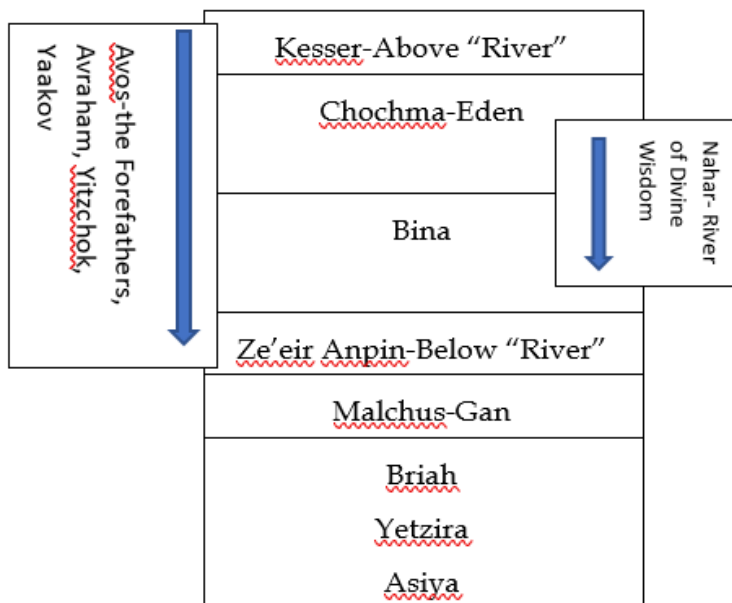 Avos-the Forefathers,
Avraham, Yitzchok,
Yaakov
Kesser-Above “River”
Chochma-Eden
Nahar- River
of Divine
Wisdom
Bina
Ze’eir Anpin-Below “River”
Malchus-Gan
Briah
Yetzira
Asiya